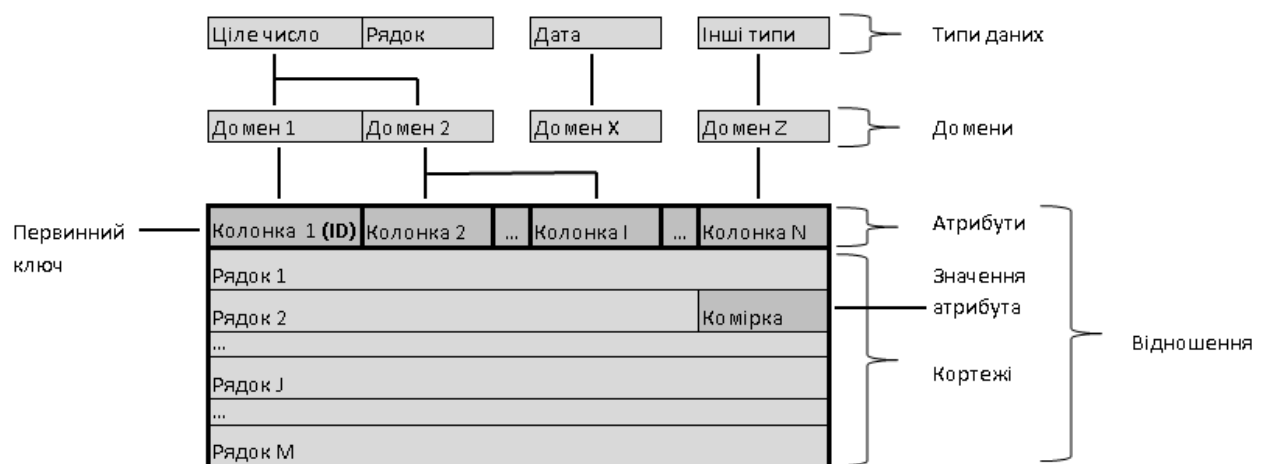 Ціле число Рядок Дата Інші типи Типи даних
Домен 1 Домен 2 Домен X Домен Z Домени
Колонка 1 (ID) Колонка 2 ... Колонка I ... Колонка N Атрибути
Первинний
ключ
Рядок 1
Значення
атрибута
Рядок 2 Комірка
...
Відношення
Рядок J
Кортежі
...
Рядок M